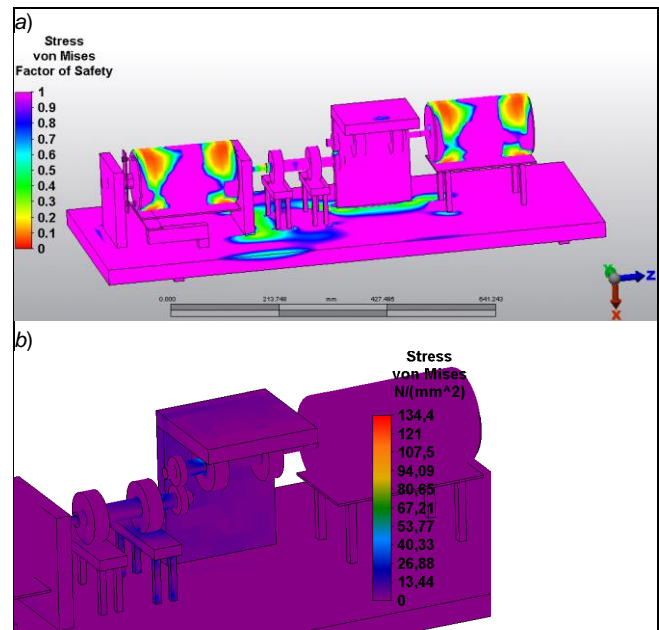 a)
Stress
von Mises
Factor of Safety
1
0.9
0.8
0.7
0.6
0.5
0.4
0.3
0.2
0.1
0
0.000 213.748 mm 427.495 641.243
Z
X
b)
Stress
von Mises
N/(mm^2)
134,4
121
107,5
94,09
80,65
67,21
53,77
40,33
26,88
13,44
0